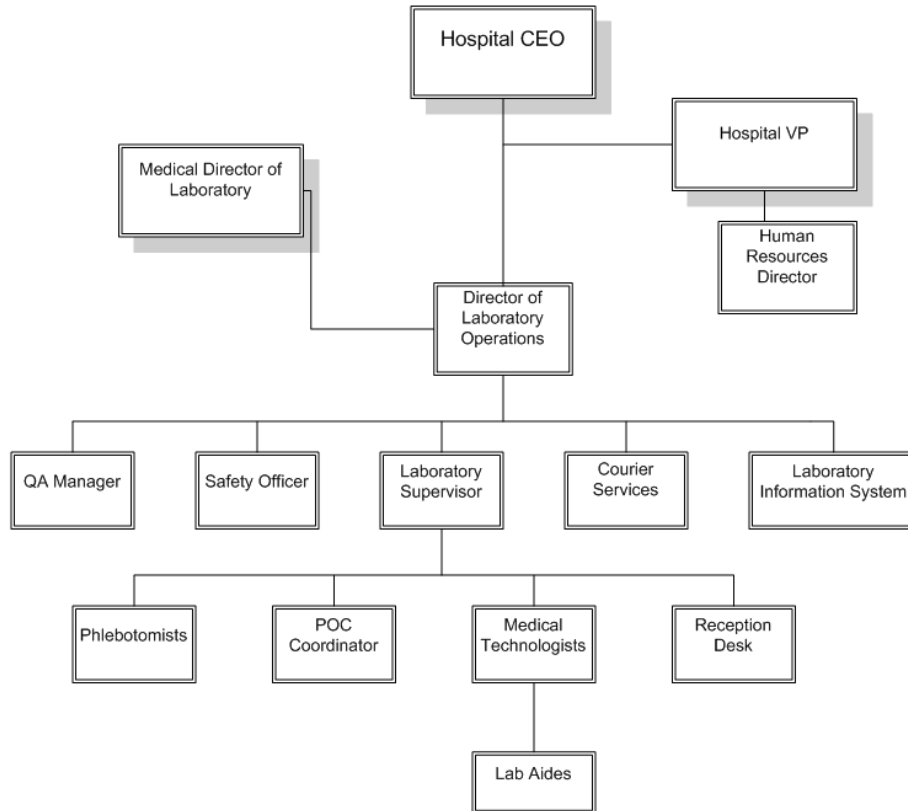 Hospital CEO
Hospital VP
Medical Director of
Laboratory
Human
Resources
Director
Director of
Laboratory
Operations
QA Manager
Safety Officer
Laboratory
Supervisor
Courier
Services
Laboratory
Information System
Phlebotomists
POC
Coordinator
Medical
Technologists
Reception
Desk
Lab Aides